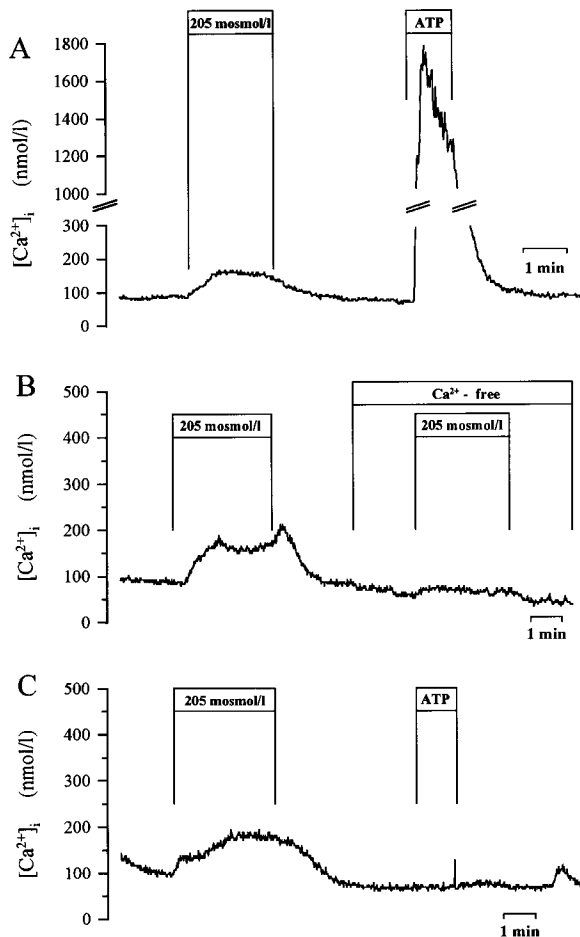 A
205 mosmol/l
ATP
[Ca²⁺]ᵢ (nmol/l)
1800
1600
1400
1200
1000
300
200
100
0
1 min
B
Ca²⁺ - free
205 mosmol/l
205 mosmol/l
[Ca²⁺]ᵢ (nmol/l)
500
400
300
200
100
0
1 min
C
205 mosmol/l
ATP
[Ca²⁺]ᵢ (nmol/l)
500
400
300
200
100
0
1 min